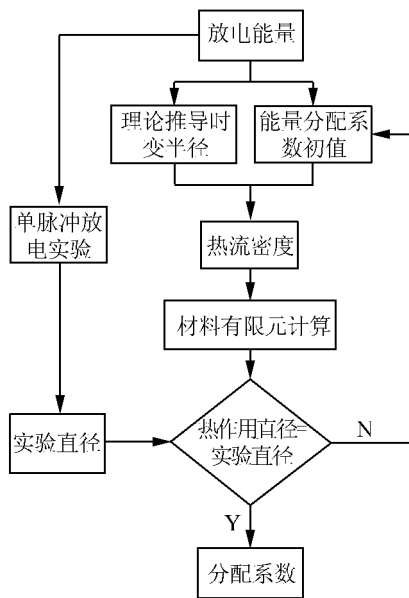 放电能量
理论推导时
变半径
能量分配系
数初值
单脉冲放
电实验
热流密度
材料有限元计算
实验直径
热作用直径=
实验直径
N
Y
分配系数